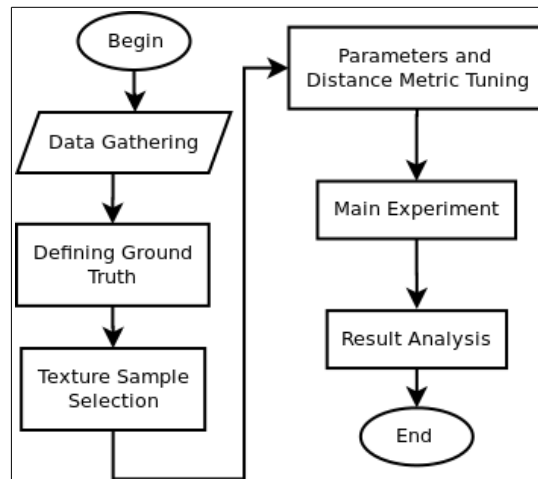 Begin
Data Gathering
Defining Ground
Truth
Texture Sample
Selection
Parameters and
Distance Metric Tuning
Main Experiment
Result Analysis
End